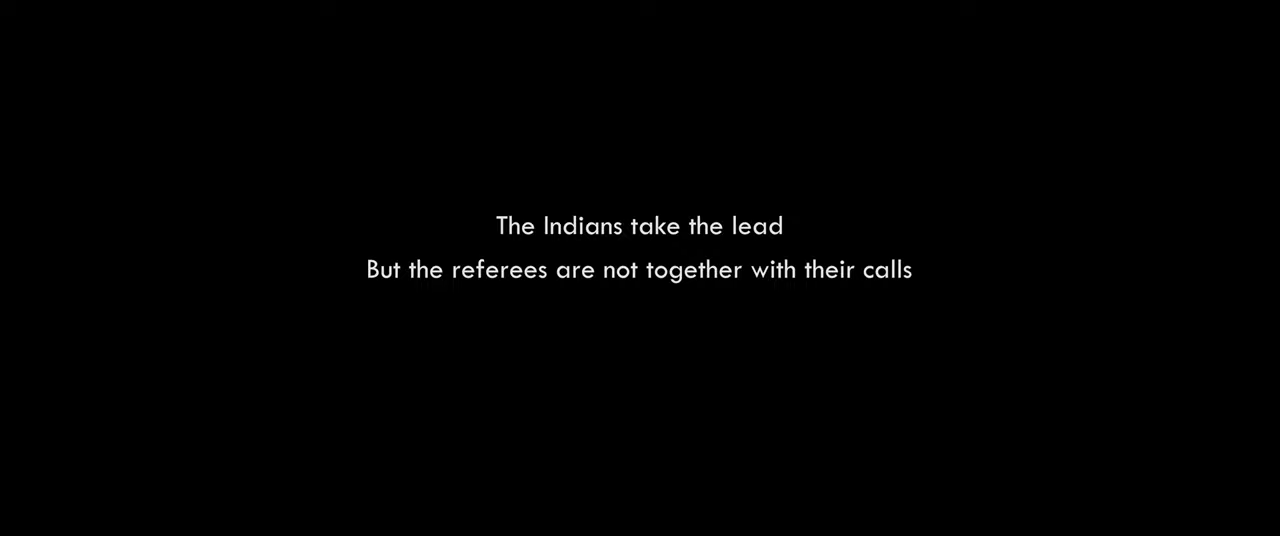 The Indians take the lead
But the referees are not together with their calls